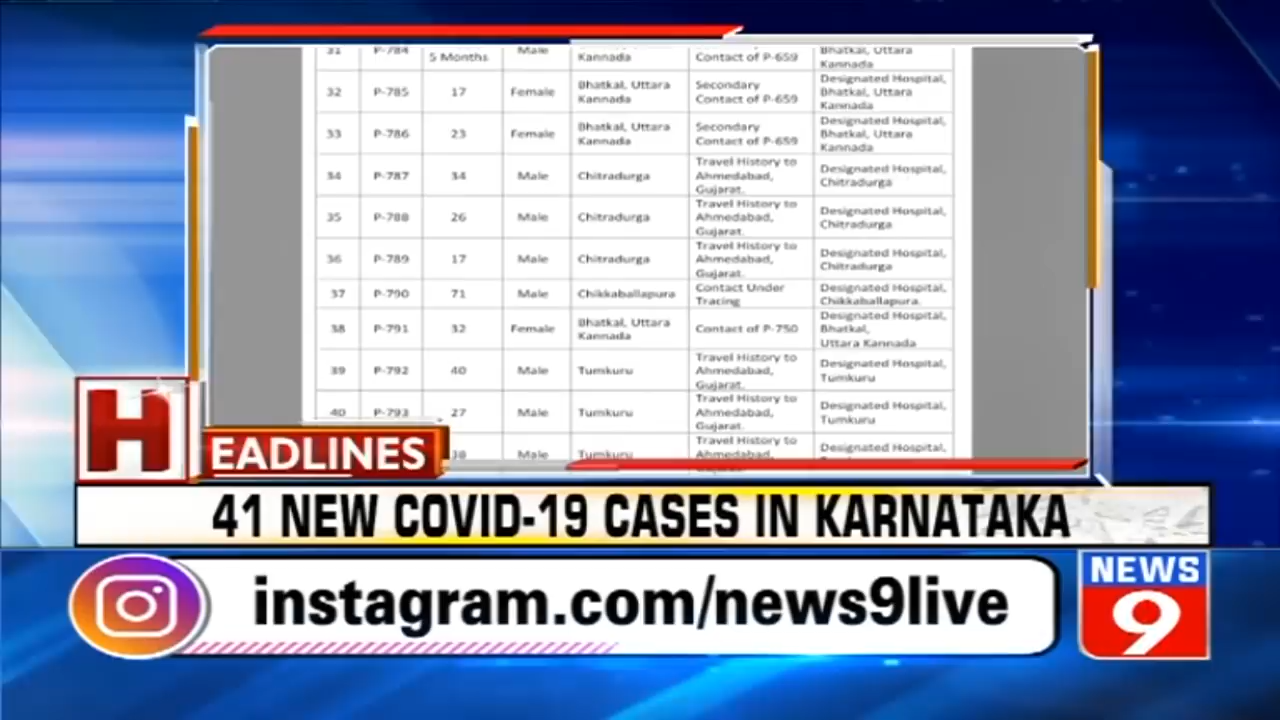 31 P-784 5 Months Male Kannada Contact of P-659 Bhatkal, Uttara Kannada
32 P-785 17 Female Bhatkal, Uttara Kannada Secondary Contact of P-659 Designated Hospital, Bhatkal, Uttara Kannada
33 P-786 23 Female Bhatkal, Uttara Kannada Secondary Contact of P-659 Designated Hospital, Bhatkal, Uttara Kannada
34 P-787 34 Male Chitradurga Travel History to Ahmedabad, Gujarat. Designated Hospital, Chitradurga
35 P-788 26 Male Chitradurga Travel History to Ahmedabad, Gujarat. Designated Hospital, Chitradurga
36 P-789 17 Male Chitradurga Travel History to Ahmedabad, Gujarat. Designated Hospital, Chitradurga
37 P-790 71 Male Chikkaballapura Contact Under Tracing Designated Hospital, Chikkaballapura.
38 P-791 32 Female Bhatkal, Uttara Kannada Contact of P-750 Designated Hospital, Bhatkal, Uttara Kannada
39 P-792 40 Male Tumkuru Travel History to Ahmedabad, Gujarat. Designated Hospital, Tumkuru
40 P-793 27 Male Tumkuru Travel History to Ahmedabad, Gujarat. Designated Hospital, Tumkuru
38 Male Tumkuru Travel History to Ahmedabad, Designated Hospital,
HEADLINES
41 NEW COVID-19 CASES IN KARNATAKA
instagram.com/news9live
NEWS
9